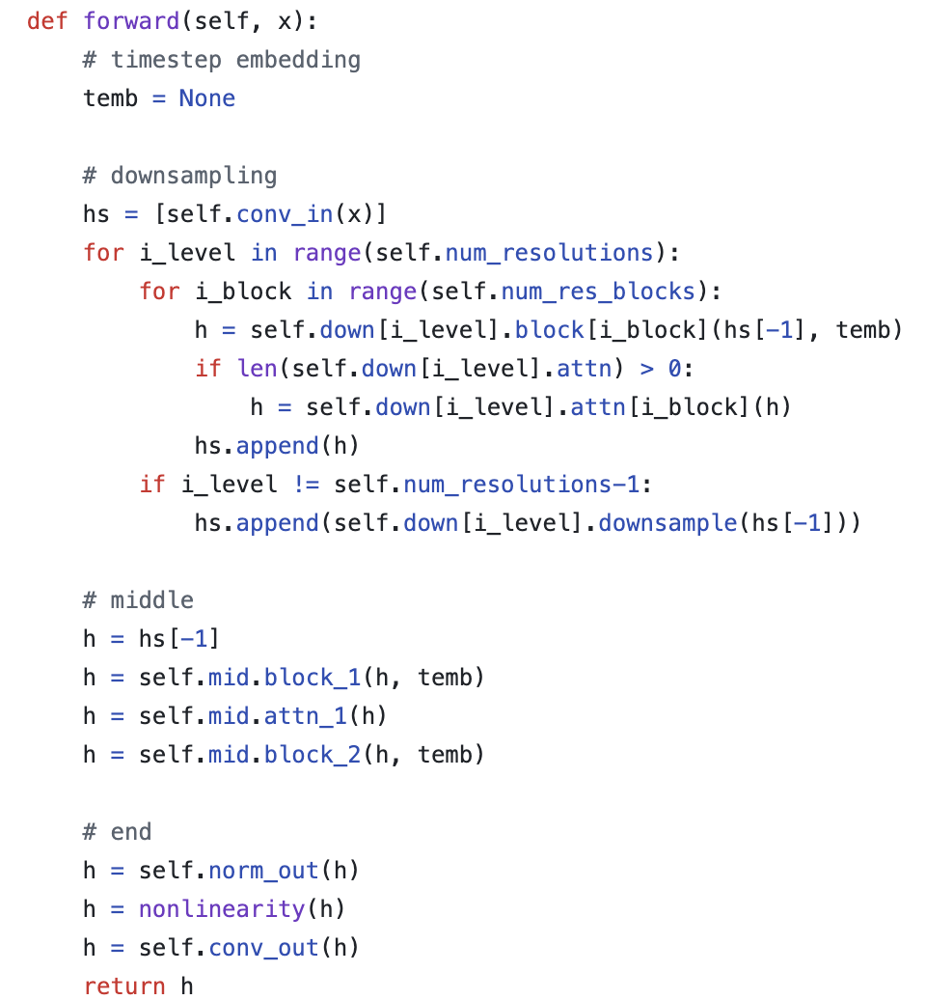 def forward(self, x):
    # timestep embedding
    temb = None

    # downsampling
    hs = [self.conv_in(x)]
    for i_level in range(self.num_resolutions):
        for i_block in range(self.num_res_blocks):
            h = self.down[i_level].block[i_block](hs[-1], temb)
            if len(self.down[i_level].attn) > 0:
                h = self.down[i_level].attn[i_block](h)
            hs.append(h)
        if i_level != self.num_resolutions-1:
            hs.append(self.down[i_level].downsample(hs[-1]))

    # middle
    h = hs[-1]
    h = self.mid.block_1(h, temb)
    h = self.mid.attn_1(h)
    h = self.mid.block_2(h, temb)

    # end
    h = self.norm_out(h)
    h = nonlinearity(h)
    h = self.conv_out(h)
    return h